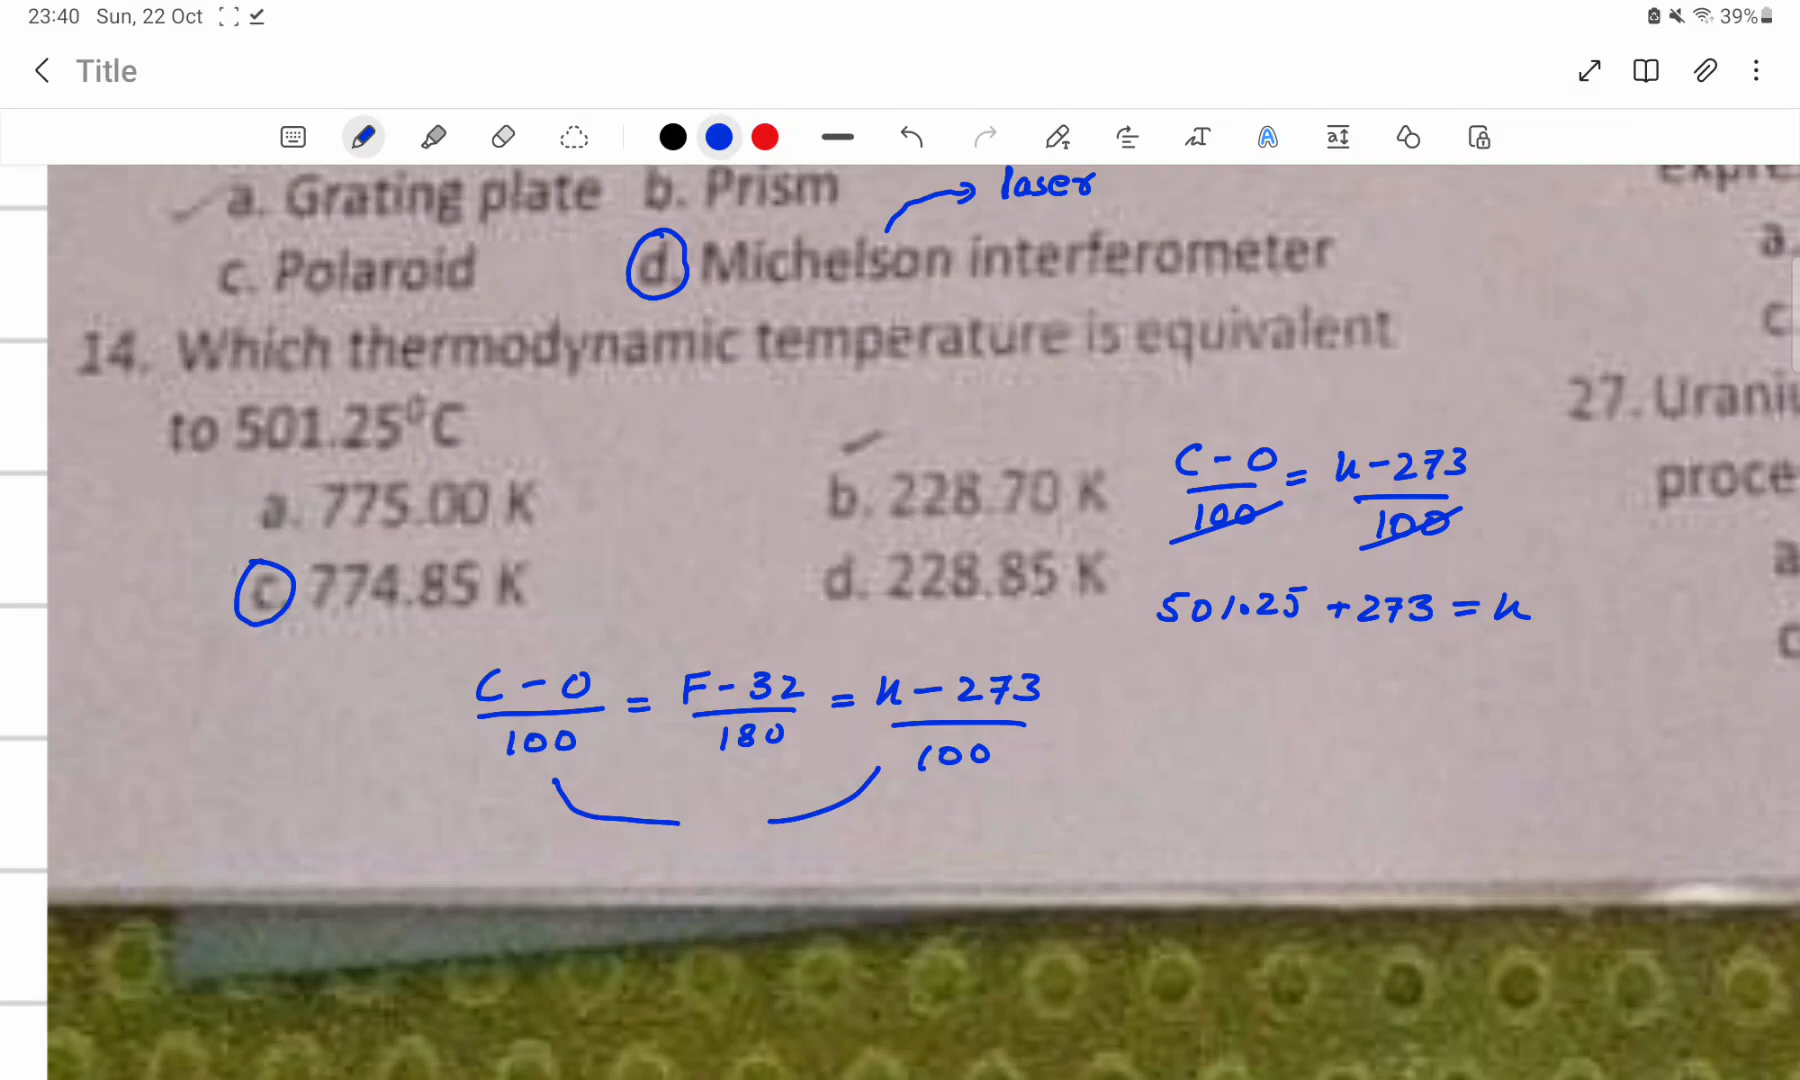 23:40 Sun, 22 Oct
39%
Title
a. Grating plate b. Prism
laser
c. Polaroid d. Michelson interferometer
a.
c.
14. Which thermodynamic temperature is equivalent
to 501.25⁰C
27. Urani
proce
a. 775.00 K b. 228.70 K
c. 774.85 K d. 228.85 K
a
C - 0 / 100 = K - 273 / 100
501.25 + 273 = K
C - 0 / 100 = F - 32 / 180 = K - 273 / 100